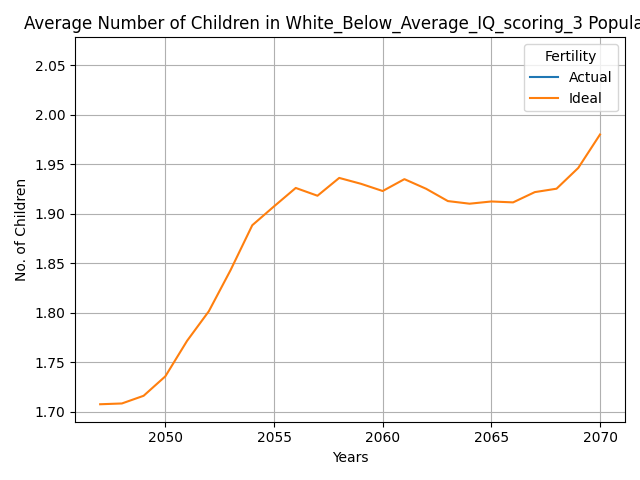 Average Number of Children in White_Below_Average_IQ_scoring_3 Popula
Fertility
Actual
Ideal
2.05
2.00
1.95
1.90
1.85
1.80
1.75
1.70
No. of Children
2050 2055 2060 2065 2070
Years